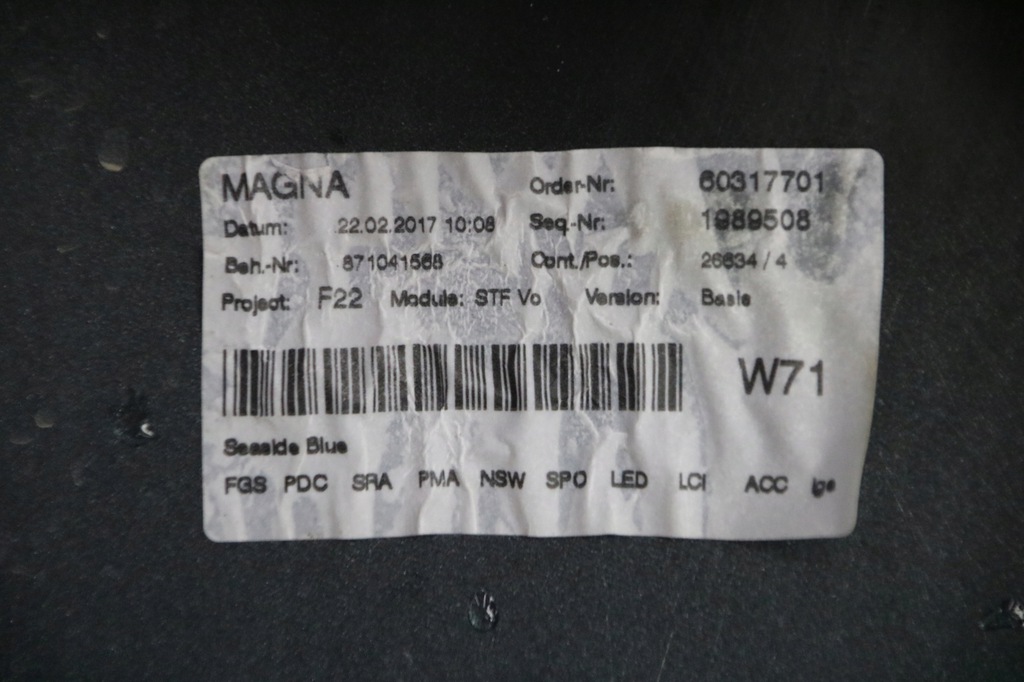 MAGNA Order-Nr: 60317701
Datum: 22.02.2017 10:08 Seq.-Nr: 1989508
Beh.-Nr: 871041568 Cont./Pos.: 26634 / 4
Project: F22 Module: STF Vo Version: Basis
W71
Seaside Blue
FGS PDC SRA PMA NSW SPO LED LCI ACC